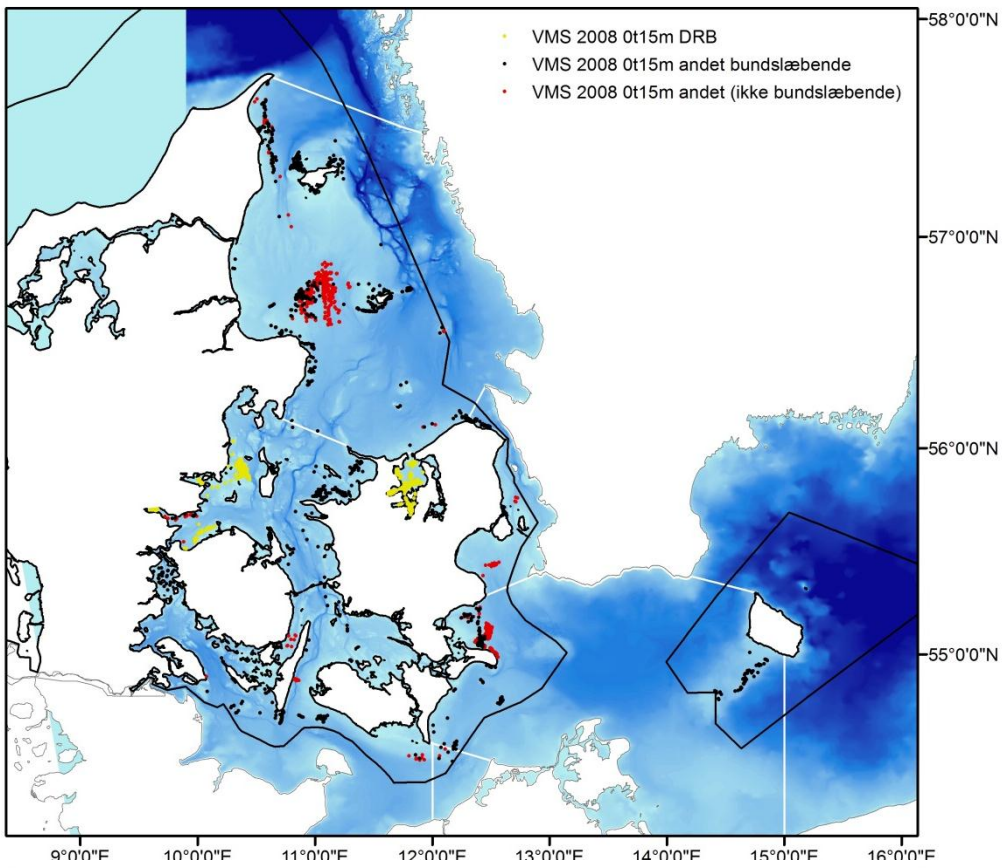 58°0'0"N
VMS 2008 0t15m DRB
VMS 2008 0t15m andet bundslæbende
VMS 2008 0t15m andet (ikke bundslæbende)
57°0'0"N
56°0'0"N
55°0'0"N
9°0'0"E 10°0'0"E 11°0'0"E 12°0'0"E 13°0'0"E 14°0'0"E 15°0'0"E 16°0'0"E